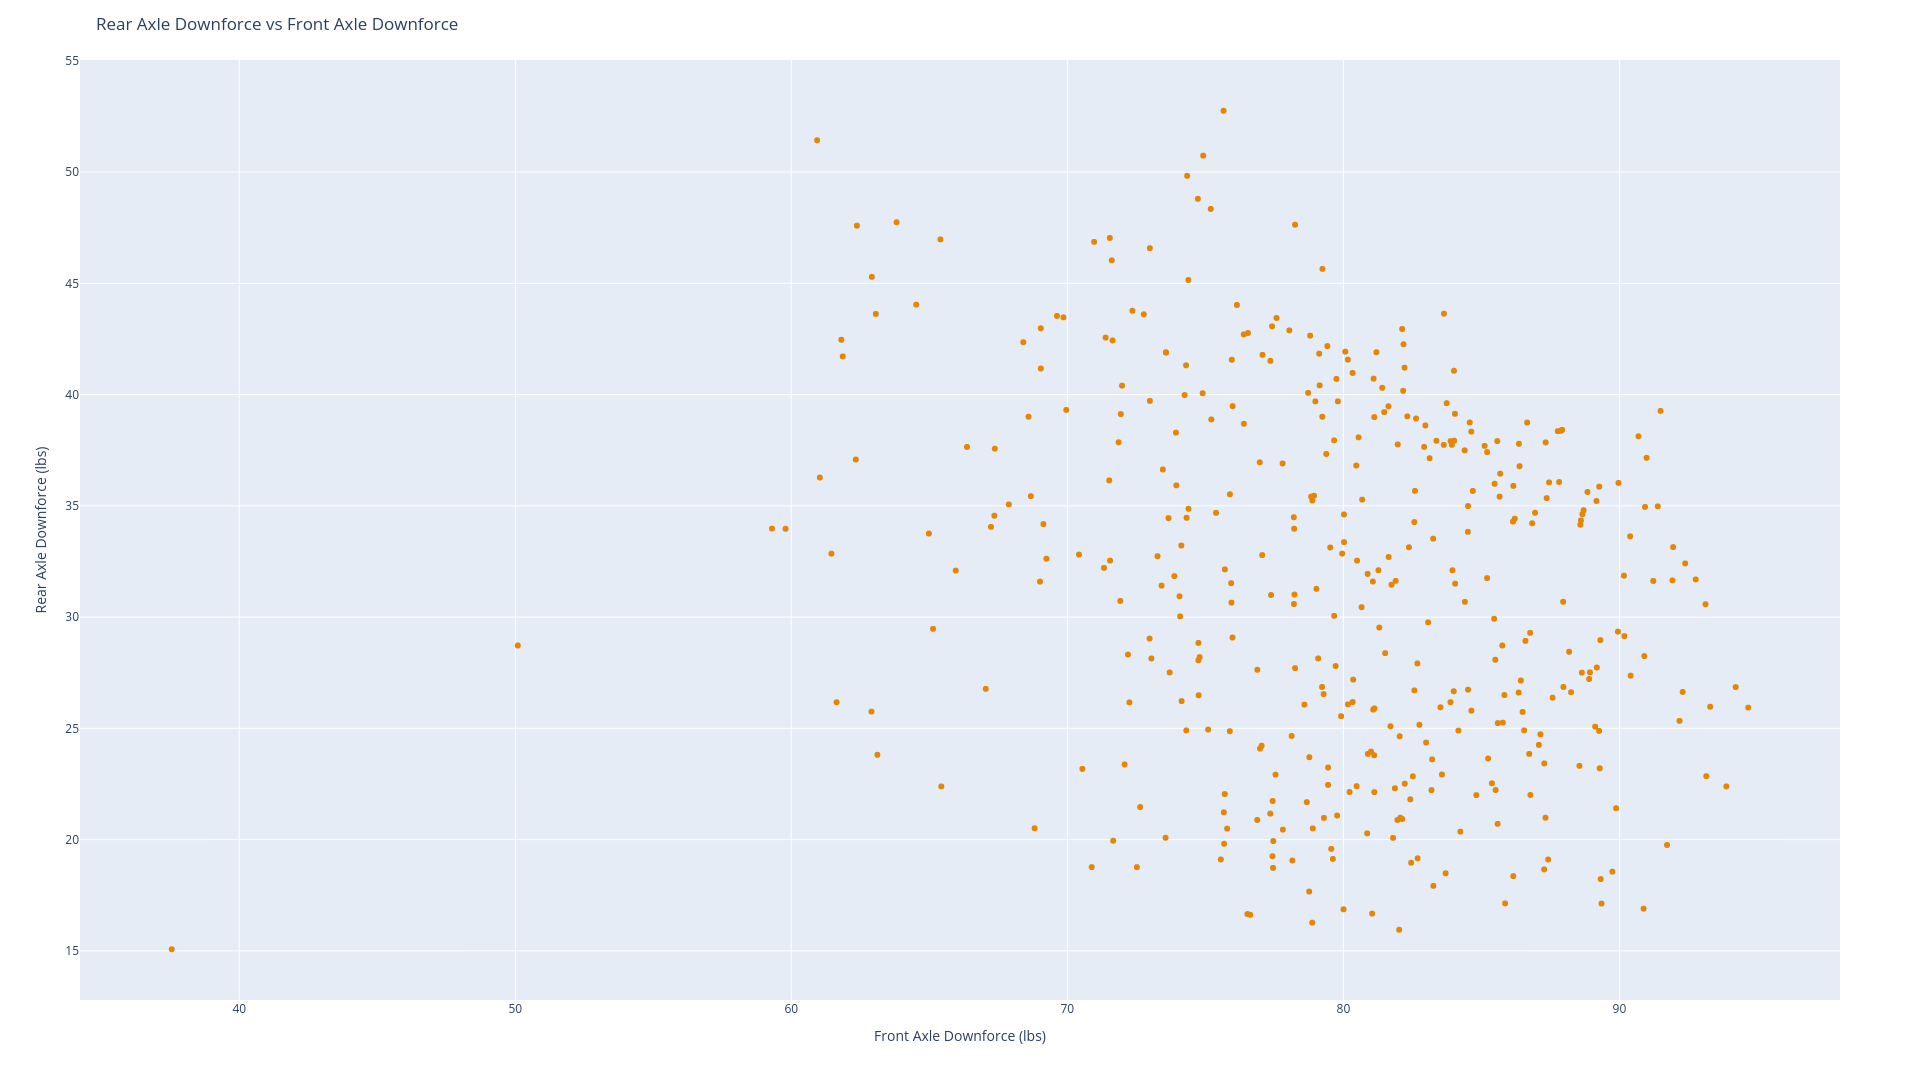 Rear Axle Downforce vs Front Axle Downforce
55
50
45
40
35
30
25
20
15
Rear Axle Downforce (lbs)
40 50 60 70 80 90
Front Axle Downforce (lbs)